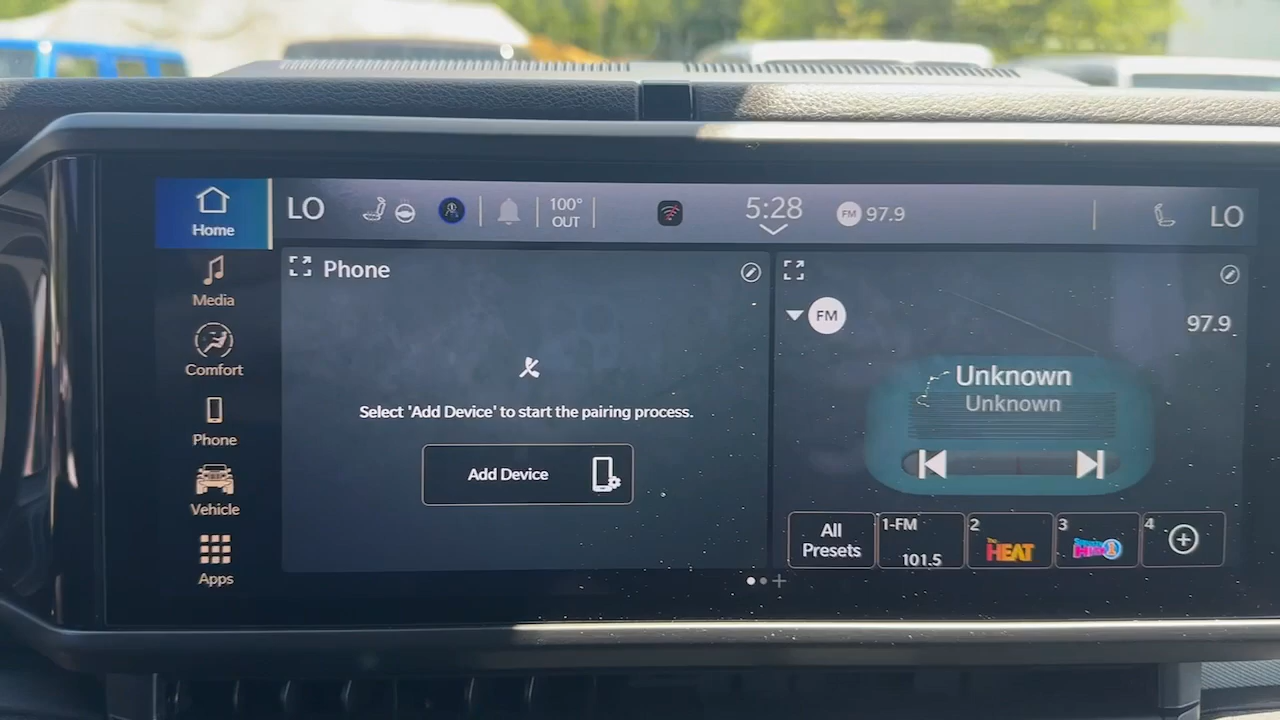 Home
LO
100°
OUT
5:28
FM 97.9
LO
Media
Comfort
Phone
Vehicle
Apps
Phone
Select 'Add Device' to start the pairing process.
Add Device
FM
97.9
Unknown
Unknown
All
Presets
1-FM
101.5
2
HEAT
3
4